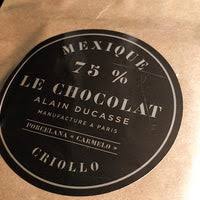 MEXIQUE
75 %
LE CHOCOLAT
ALAIN DUCASSE
MANUFACTURE À PARIS
PORCELANA « CARMELO »
CRIOLLO